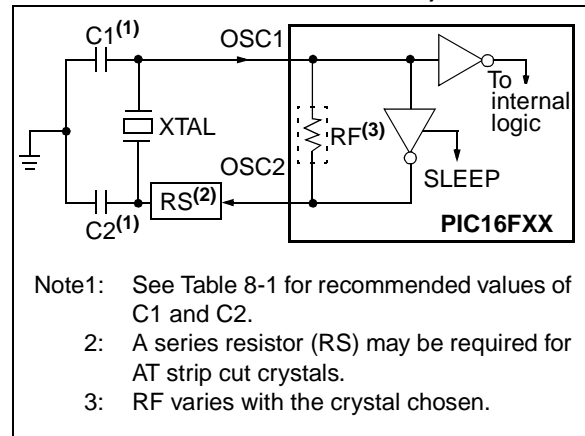 C1(1)
OSC1
To
internal
logic
XTAL
RF(3)
OSC2
SLEEP
RS(2)
C2(1)
PIC16FXX
Note1: See Table 8-1 for recommended values of
C1 and C2.
2: A series resistor (RS) may be required for
AT strip cut crystals.
3: RF varies with the crystal chosen.